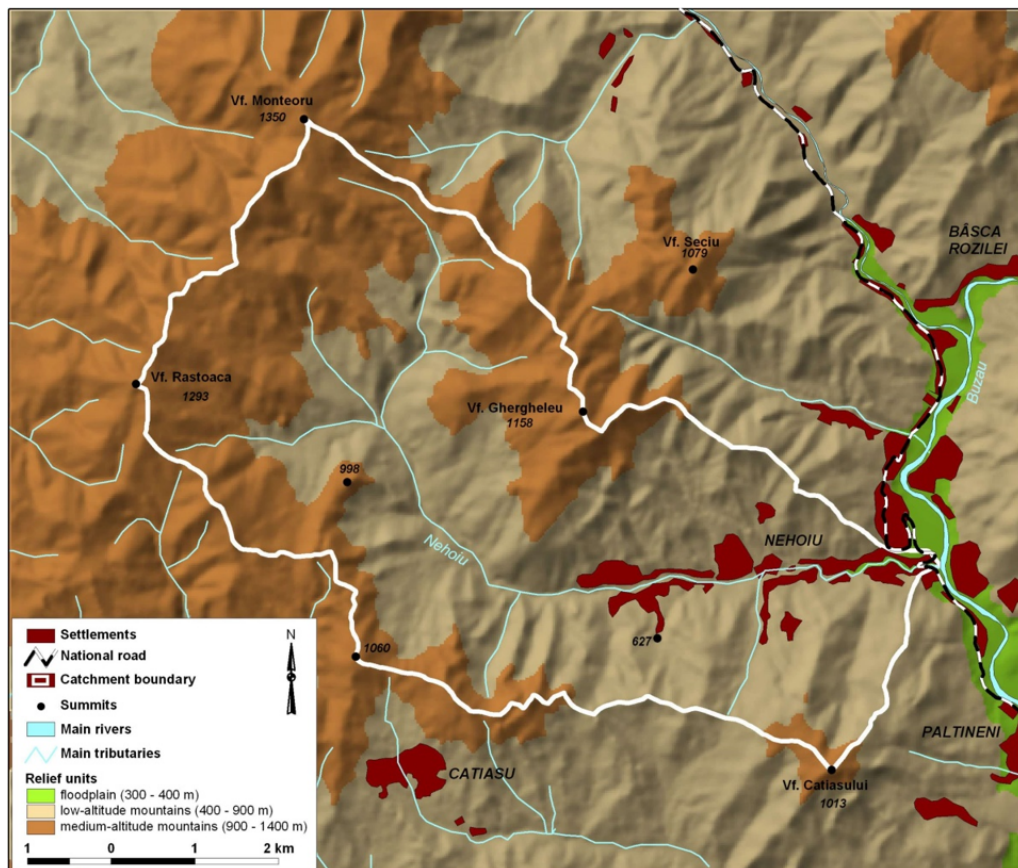 Vf. Monteoru
1350
BÂSCA
ROZILEI
Vf. Seciu
1079
Buzau
Vf. Rastoaca
1293
Vf. Ghergheleu
1158
998
Nehoiu
NEHOIU
627
1060
PALTINENI
CATIASU
Vf. Catiasului
1013
Settlements
N
National road
Catchment boundary
Summits
Main rivers
Main tributaries
Relief units
floodplain (300 - 400 m)
low-altitude mountains (400 - 900 m)
medium-altitude mountains (900 - 1400 m)
1 0 1 2 km